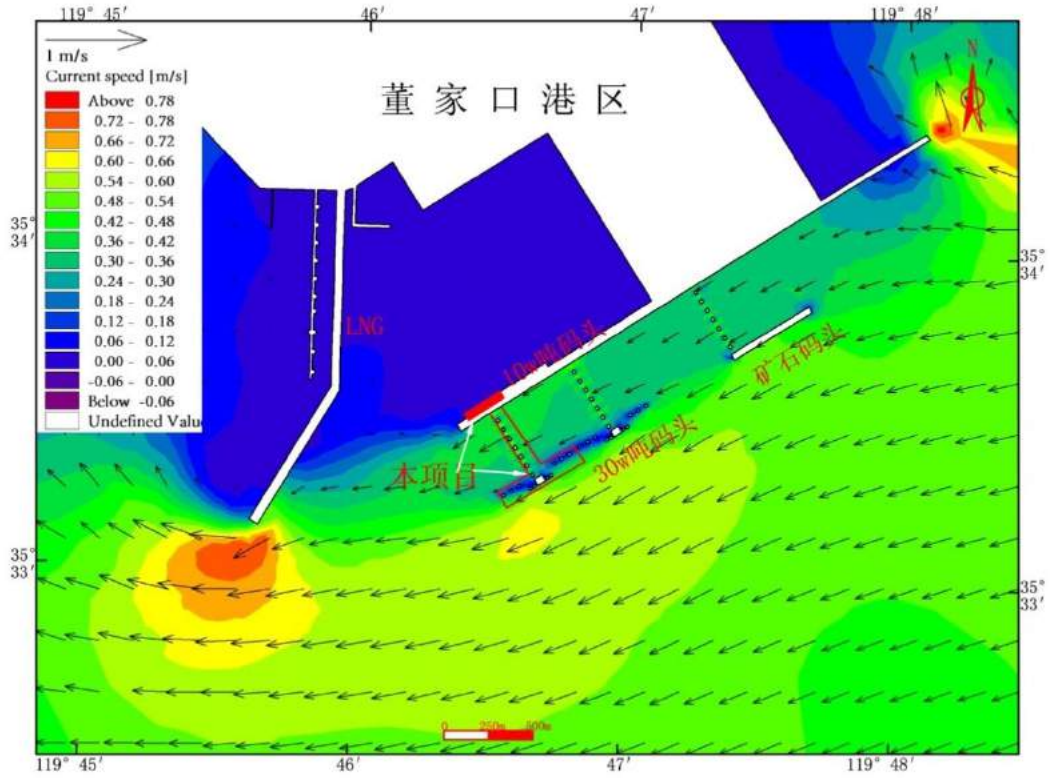 119° 45′
46′
47′
119° 48′
1 m/s
Current speed [m/s]
Above 0.78
0.72 - 0.78
0.66 - 0.72
0.60 - 0.66
0.54 - 0.60
0.48 - 0.54
0.42 - 0.48
0.36 - 0.42
0.30 - 0.36
0.24 - 0.30
0.18 - 0.24
0.12 - 0.18
0.06 - 0.12
0.00 - 0.06
-0.06 - 0.00
Below -0.06
Undefined Valu
董家口港区
N
35°
34′
35°
34′
LNG
10w吨码头
矿石码头
30w吨码头
本项目
35°
33′
35°
33′
0 250m 500m
119° 45′
46′
47′
119° 48′